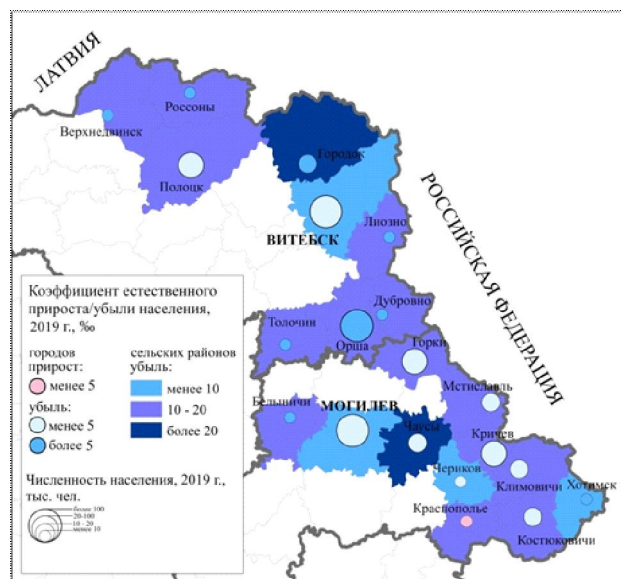 ЛАТВИЯ
Россоны
Верхнедвинск
Городок
Полоцк
РОССИЙСКАЯ ФЕДЕРАЦИЯ
Лиозно
ВИТЕБСК
Дубровно
Толочин
Орша
Горки
Мстиславль
Белыничи
МОГИЛЕВ
Чаусы
Кричев
Чериков
Климовичи
Хотимск
Краснополье
Костюковичи
Коэффициент естественного
прироста/убыли населения,
2019 г., ‰
городов
прирост:
менее 5
убыль:
менее 5
более 5
сельских районов
убыль:
менее 10
10 - 20
более 20
Численность населения, 2019 г.,
тыс. чел.
более 100
20-100
10 - 20
менее 10